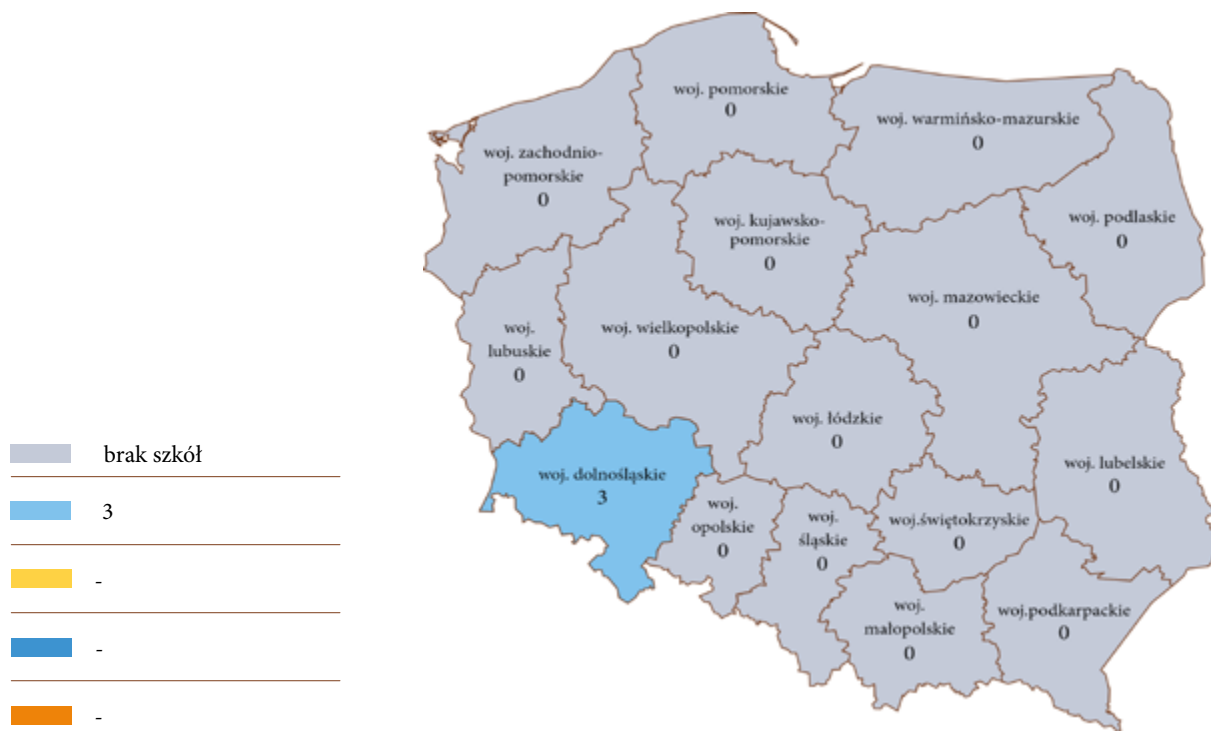 woj. pomorskie
0
woj. warmińsko-mazurskie
0
woj. zachodnio-
pomorskie
0
woj. kujawsko-
pomorskie
0
woj. podlaskie
0
woj. mazowieckie
0
woj.
lubuskie
0
woj. wielkopolskie
0
woj. łódzkie
0
woj. lubelskie
0
woj. dolnośląskie
3
woj.
opolskie
0
woj.
śląskie
0
woj.świętokrzyskie
0
woj.
małopolskie
0
woj.podkarpackie
0
brak szkół
3
-
-
-